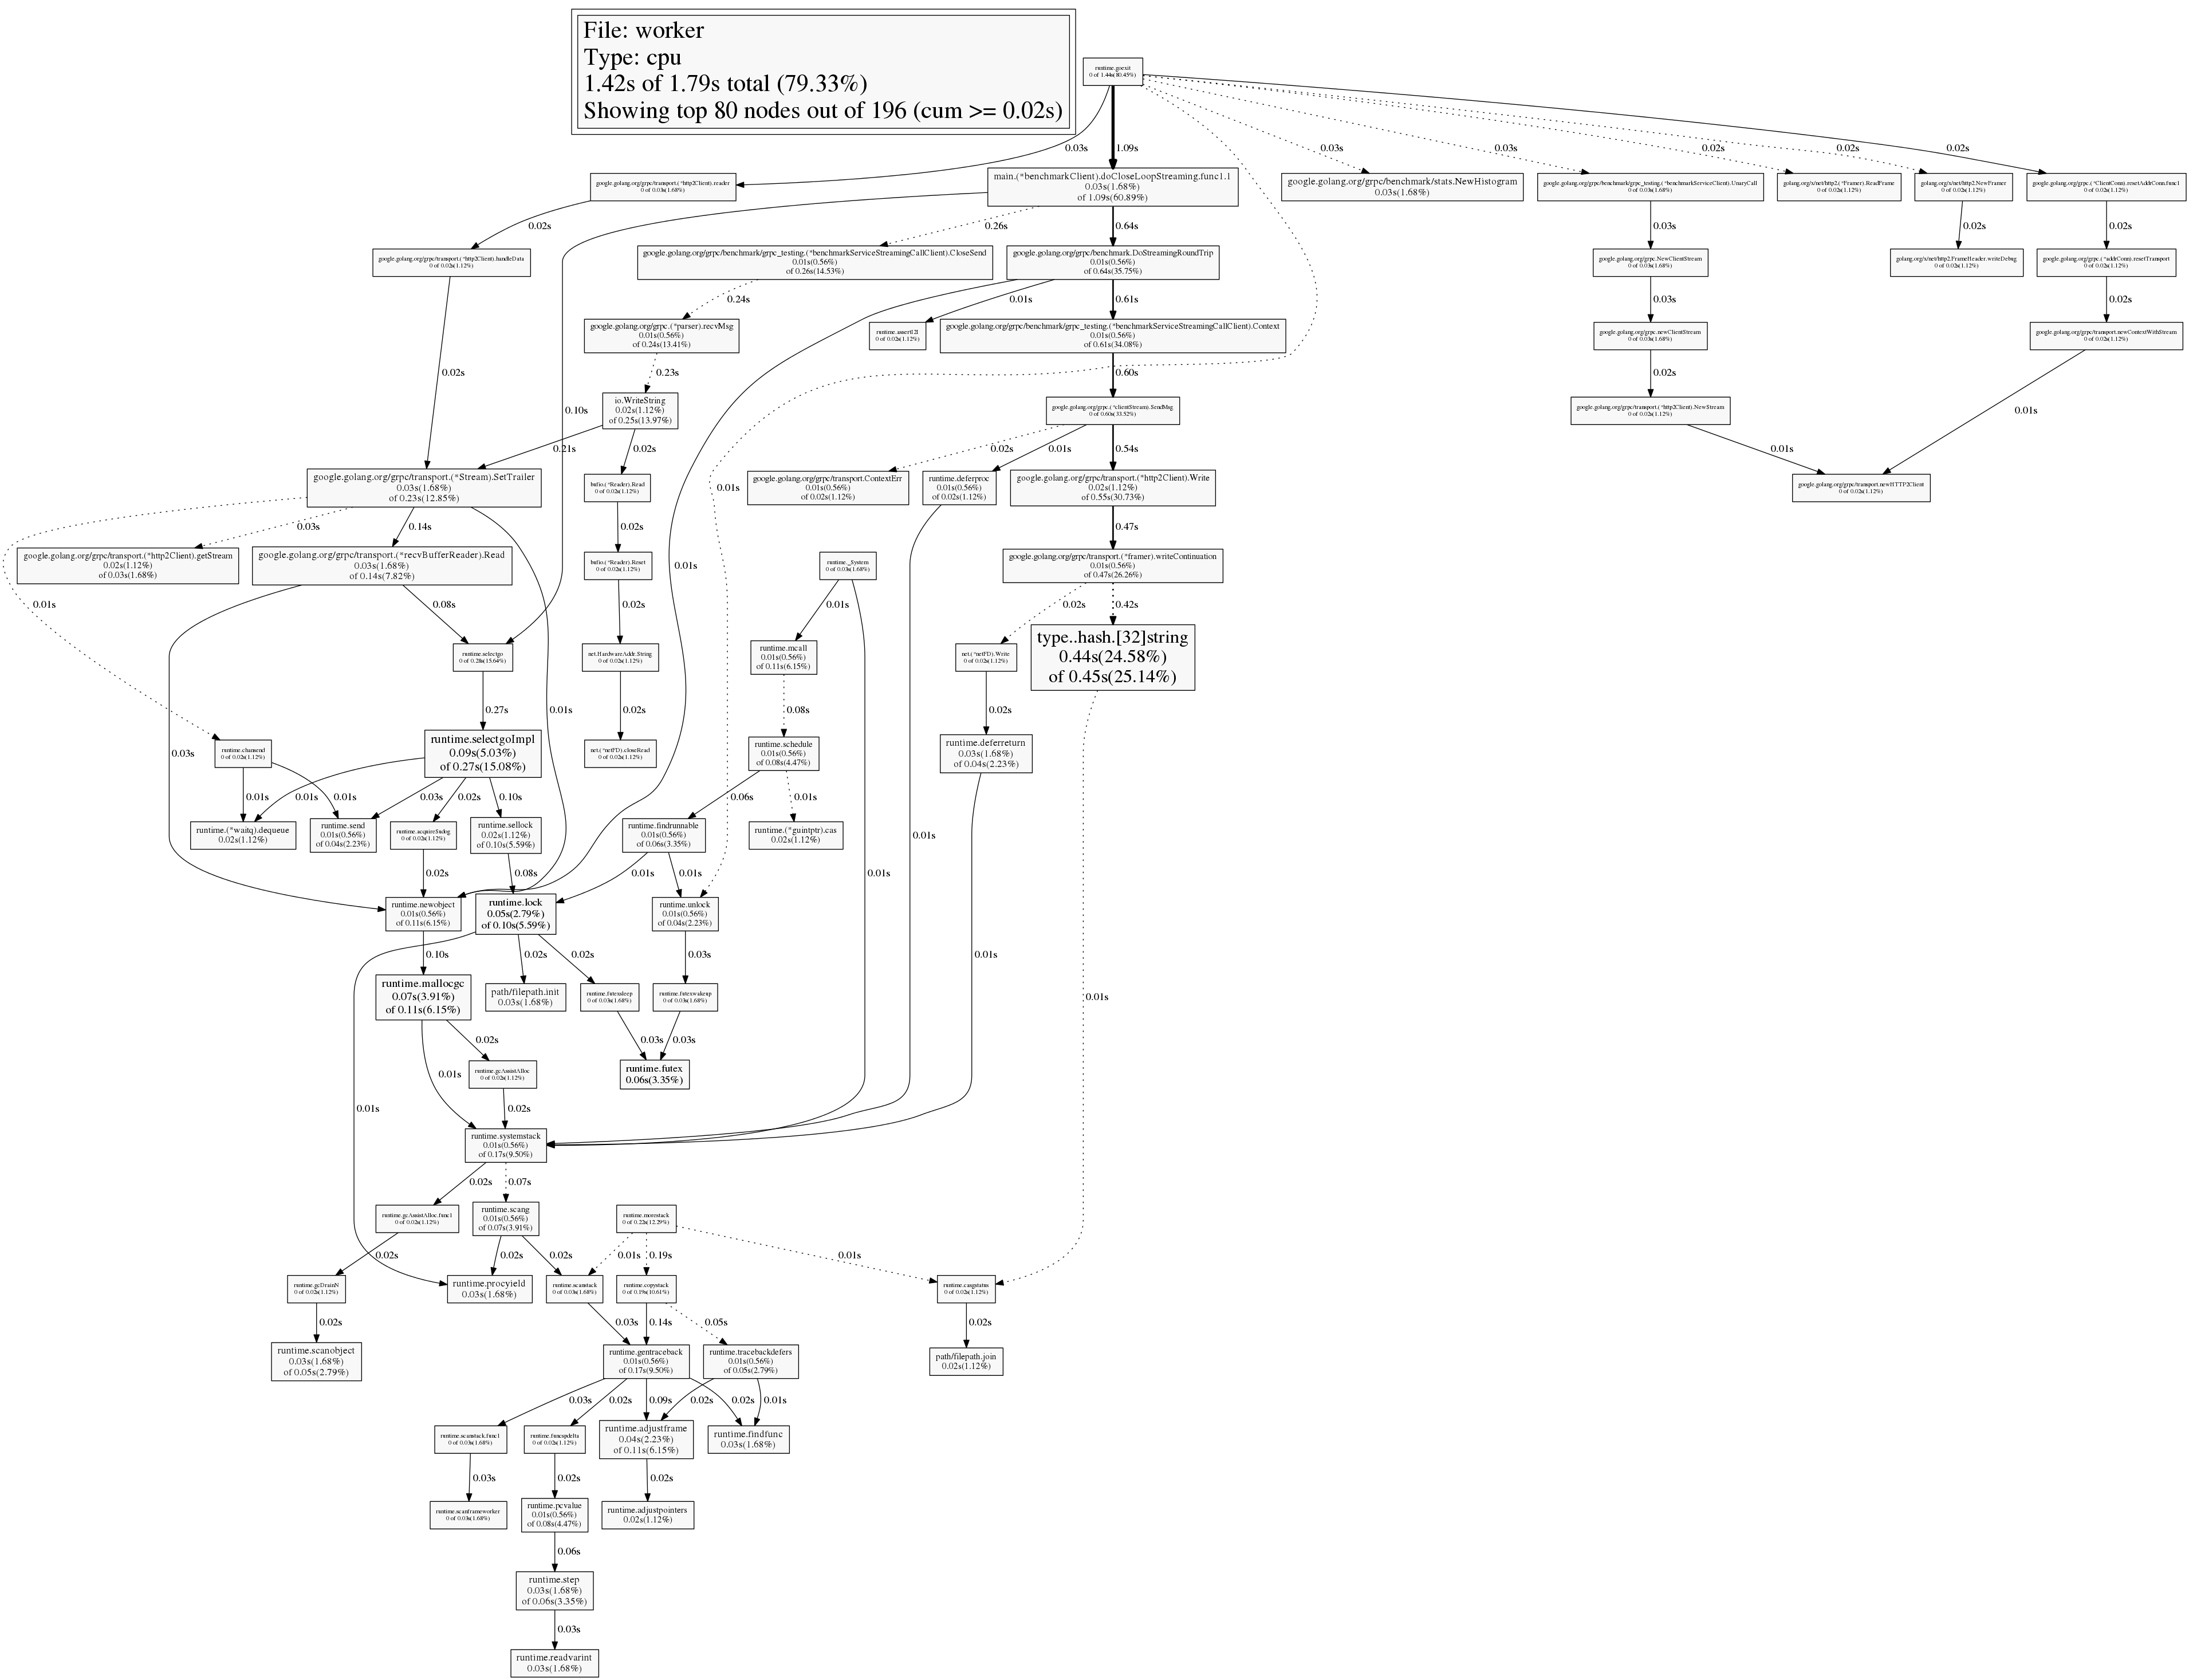 File: worker
Type: cpu
1.42s of 1.79s total (79.33%)
Showing top 80 nodes out of 196 (cum >= 0.02s)
runtime.goexit
0 of 1.44s(80.45%)
0.03s
1.09s
0.03s
0.03s
0.02s
0.02s
0.02s
google.golang.org/grpc/transport.(*http2Client).reader
0 of 0.03s(1.68%)
main.(*benchmarkClient).doCloseLoopStreaming.func1.1
0.03s(1.68%)
of 1.09s(60.89%)
google.golang.org/grpc/benchmark/stats.NewHistogram
0.03s(1.68%)
google.golang.org/grpc/benchmark/grpc_testing.(*benchmarkServiceClient).UnaryCall
0 of 0.03s(1.68%)
golang.org/x/net/http2.(*Framer).ReadFrame
0 of 0.02s(1.12%)
golang.org/x/net/http2.NewFramer
0 of 0.02s(1.12%)
google.golang.org/grpc.(*ClientConn).resetAddrConn.func1
0 of 0.02s(1.12%)
0.02s
0.26s
0.64s
0.03s
0.02s
0.02s
google.golang.org/grpc/transport.(*http2Client).handleData
0 of 0.02s(1.12%)
google.golang.org/grpc/benchmark/grpc_testing.(*benchmarkServiceStreamingCallClient).CloseSend
0.01s(0.56%)
of 0.26s(14.53%)
google.golang.org/grpc/benchmark.DoStreamingRoundTrip
0.01s(0.56%)
of 0.64s(35.75%)
google.golang.org/grpc.NewClientStream
0 of 0.03s(1.68%)
golang.org/x/net/http2.FrameHeader.writeDebug
0 of 0.02s(1.12%)
google.golang.org/grpc.(*addrConn).resetTransport
0 of 0.02s(1.12%)
0.24s
0.01s
0.61s
0.03s
0.02s
google.golang.org/grpc.(*parser).recvMsg
0.01s(0.56%)
of 0.24s(13.41%)
runtime.assertI2I
0 of 0.02s(1.12%)
google.golang.org/grpc/benchmark/grpc_testing.(*benchmarkServiceStreamingCallClient).Context
0.01s(0.56%)
of 0.61s(34.08%)
google.golang.org/grpc.newClientStream
0 of 0.03s(1.68%)
google.golang.org/grpc/transport.newContextWithStream
0 of 0.02s(1.12%)
0.02s
0.23s
0.60s
0.02s
io.WriteString
0.02s(1.12%)
of 0.25s(13.97%)
google.golang.org/grpc.(*clientStream).SendMsg
0 of 0.60s(33.52%)
google.golang.org/grpc/transport.(*http2Client).NewStream
0 of 0.02s(1.12%)
0.10s
0.01s
0.21s
0.02s
0.02s
0.01s
0.54s
0.01s
google.golang.org/grpc/transport.(*Stream).SetTrailer
0.03s(1.68%)
of 0.23s(12.85%)
bufio.(*Reader).Read
0 of 0.02s(1.12%)
google.golang.org/grpc/transport.ContextErr
0.01s(0.56%)
of 0.02s(1.12%)
runtime.deferproc
0.01s(0.56%)
of 0.02s(1.12%)
google.golang.org/grpc/transport.(*http2Client).Write
0.02s(1.12%)
of 0.55s(30.73%)
google.golang.org/grpc/transport.newHTTP2Client
0 of 0.02s(1.12%)
0.01s
0.03s
0.14s
0.02s
0.47s
google.golang.org/grpc/transport.(*http2Client).getStream
0.02s(1.12%)
of 0.03s(1.68%)
google.golang.org/grpc/transport.(*recvBufferReader).Read
0.03s(1.68%)
of 0.14s(7.82%)
bufio.(*Reader).Reset
0 of 0.02s(1.12%)
runtime._System
0 of 0.03s(1.68%)
google.golang.org/grpc/transport.(*framer).writeContinuation
0.01s(0.56%)
of 0.47s(26.26%)
0.01s
0.01s
0.08s
0.02s
0.01s
0.02s
0.42s
runtime.selectgo
0 of 0.28s(15.64%)
net.HardwareAddr.String
0 of 0.02s(1.12%)
runtime.mcall
0.01s(0.56%)
of 0.11s(6.15%)
net.(*netFD).Write
0 of 0.02s(1.12%)
type..hash.[32]string
0.44s(24.58%)
of 0.45s(25.14%)
0.27s
0.01s
0.02s
0.08s
0.02s
0.03s
runtime.chansend
0 of 0.02s(1.12%)
runtime.selectgoImpl
0.09s(5.03%)
of 0.27s(15.08%)
net.(*netFD).closeRead
0 of 0.02s(1.12%)
runtime.schedule
0.01s(0.56%)
of 0.08s(4.47%)
runtime.deferreturn
0.03s(1.68%)
of 0.04s(2.23%)
0.01s
0.01s
0.01s
0.03s
0.02s
0.10s
0.06s
0.01s
runtime.(*waitq).dequeue
0.02s(1.12%)
runtime.send
0.01s(0.56%)
of 0.04s(2.23%)
runtime.acquireSudog
0 of 0.02s(1.12%)
runtime.sellock
0.02s(1.12%)
of 0.10s(5.59%)
runtime.findrunnable
0.01s(0.56%)
of 0.06s(3.35%)
runtime.(*guintptr).cas
0.02s(1.12%)
0.01s
0.02s
0.08s
0.01s
0.01s
0.01s
runtime.newobject
0.01s(0.56%)
of 0.11s(6.15%)
runtime.lock
0.05s(2.79%)
of 0.10s(5.59%)
runtime.unlock
0.01s(0.56%)
of 0.04s(2.23%)
0.10s
0.02s
0.02s
0.03s
0.01s
runtime.mallocgc
0.07s(3.91%)
of 0.11s(6.15%)
path/filepath.init
0.03s(1.68%)
runtime.futexsleep
0 of 0.03s(1.68%)
runtime.futexwakeup
0 of 0.03s(1.68%)
0.01s
0.02s
0.03s
0.03s
runtime.gcAssistAlloc
0 of 0.02s(1.12%)
runtime.futex
0.06s(3.35%)
0.01s
0.01s
0.02s
runtime.systemstack
0.01s(0.56%)
of 0.17s(9.50%)
0.02s
0.07s
runtime.gcAssistAlloc.func1
0 of 0.02s(1.12%)
runtime.scang
0.01s(0.56%)
of 0.07s(3.91%)
runtime.morestack
0 of 0.22s(12.29%)
0.02s
0.02s
0.02s
0.01s
0.19s
0.01s
runtime.gcDrainN
0 of 0.02s(1.12%)
runtime.procyield
0.03s(1.68%)
runtime.scanstack
0 of 0.03s(1.68%)
runtime.copystack
0 of 0.19s(10.61%)
runtime.casgstatus
0 of 0.02s(1.12%)
0.02s
0.03s
0.14s
0.05s
0.02s
runtime.scanobject
0.03s(1.68%)
of 0.05s(2.79%)
runtime.gentraceback
0.01s(0.56%)
of 0.17s(9.50%)
runtime.tracebackdefers
0.01s(0.56%)
of 0.05s(2.79%)
path/filepath.join
0.02s(1.12%)
0.03s
0.02s
0.09s
0.02s
0.02s
0.01s
runtime.scanstack.func1
0 of 0.03s(1.68%)
runtime.funcspdelta
0 of 0.02s(1.12%)
runtime.adjustframe
0.04s(2.23%)
of 0.11s(6.15%)
runtime.findfunc
0.03s(1.68%)
0.03s
0.02s
0.02s
runtime.scanframeworker
0 of 0.03s(1.68%)
runtime.pcvalue
0.01s(0.56%)
of 0.08s(4.47%)
runtime.adjustpointers
0.02s(1.12%)
0.06s
runtime.step
0.03s(1.68%)
of 0.06s(3.35%)
0.03s
runtime.readvarint
0.03s(1.68%)